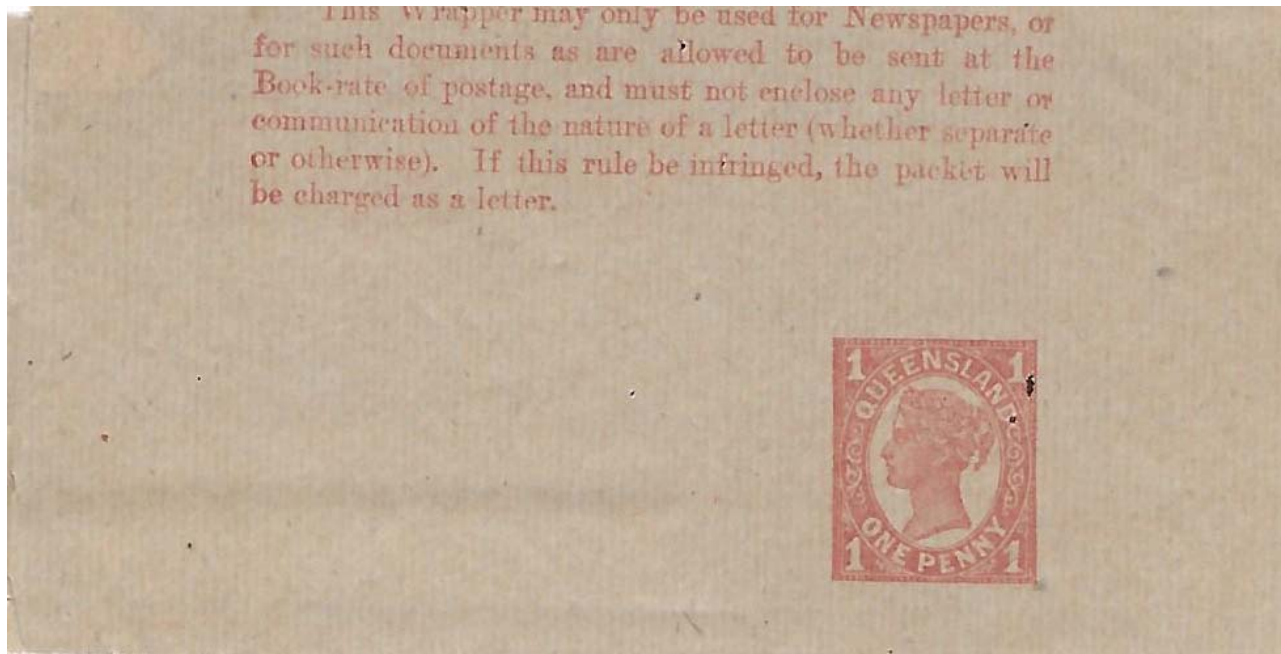 This Wrapper may only be used for Newspapers, or
for such documents as are allowed to be sent at the
Book-rate of postage, and must not enclose any letter or
communication of the nature of a letter (whether separate
or otherwise). If this rule be infringed, the packet will
be charged as a letter.
1 1
QUEENSLAND
ONE PENNY
1 1